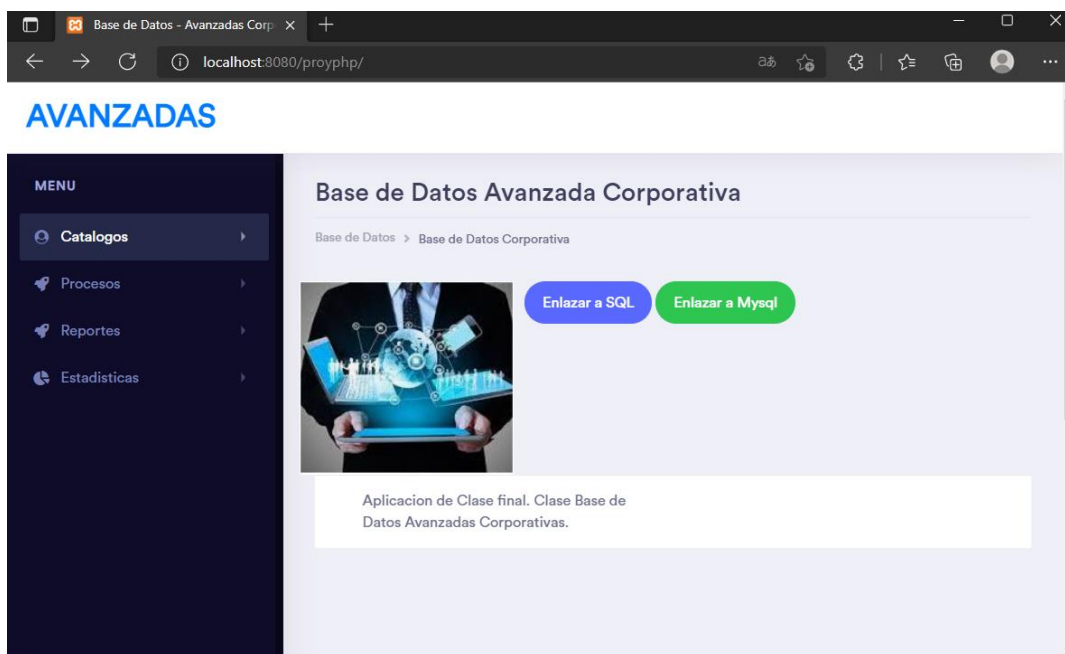 Base de Datos - Avanzadas Corp
localhost:8080/proyphp/
AVANZADAS
MENU
Catalogos
Procesos
Reportes
Estadisticas
Base de Datos Avanzada Corporativa
Base de Datos > Base de Datos Corporativa
Enlazar a SQL
Enlazar a Mysql
Aplicacion de Clase final. Clase Base de
Datos Avanzadas Corporativas.